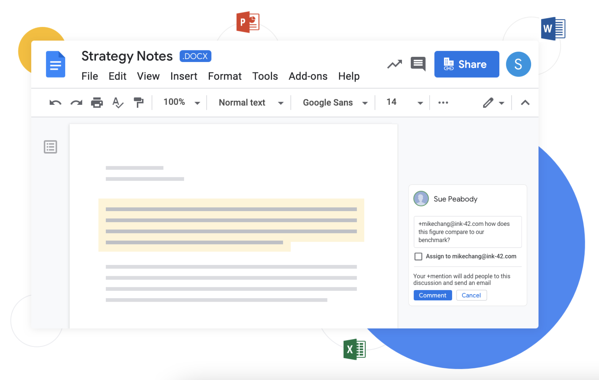 P
W
Strategy Notes .DOCX
File Edit View Insert Format Tools Add-ons Help
Share
S
100% Normal text Google Sans 14
Sue Peabody
+mikechang@ink-42.com how does
this figure compare to our
benchmark?
Assign to mikechang@ink-42.com
Your +mention will add people to this
discussion and send an email
Comment Cancel
X